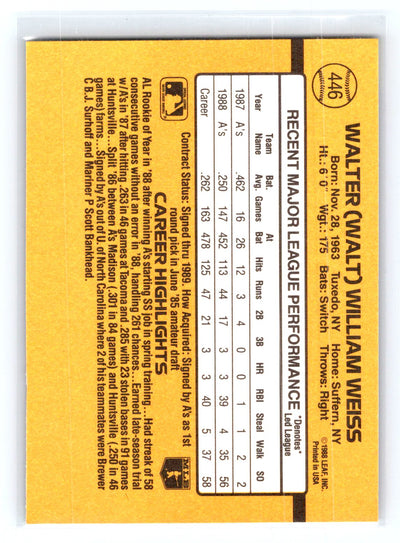 446
WALTER (WALT) WILLIAM WEISS
Born: Nov. 28, 1963 Tuxedo, NY Home: Suffern, NY
Ht.: 6' 0" Wgt.: 175 Bats: Switch Throws: Right
© 1988 LEAF, INC.
Printed in USA
RECENT MAJOR LEAGUE PERFORMANCE
"Denotes"
Led League
Team Bat. At
Year Name Avg. Games Bat Hits Runs 2B 3B HR RBI Steal Walk SO
1987 A's .462 16 26 12 3 4 0 0 1 1 2 2
1988 A's .250 147 452 113 44 17 3 3 39 4 35 56
Career .262 163 478 125 47 21 3 3 40 5 37 58
CAREER HIGHLIGHTS
Contract Status: Signed thru 1989. How Acquired: Signed by A's as 1st
round pick in June '85 amateur draft
AL Rookie of Year in '88 after winning A's starting SS job in spring training... Had streak of 58
consecutive games without an error in '88, handling 261 chances... Earned late-season trial
w/A's in '87 after hitting .263 in 46 games at Tacoma and .285 with 23 stolen bases in 91 games
at Huntsville... Split '86 between A's Madison (.301 in 84 games) and Huntsville (.250 in 46
games) farms... Signed by A's out of U. of North Carolina where 2 of his teammates were Brewer
C B.J. Surhoff and Mariner P Scott Bankhead.
MLB